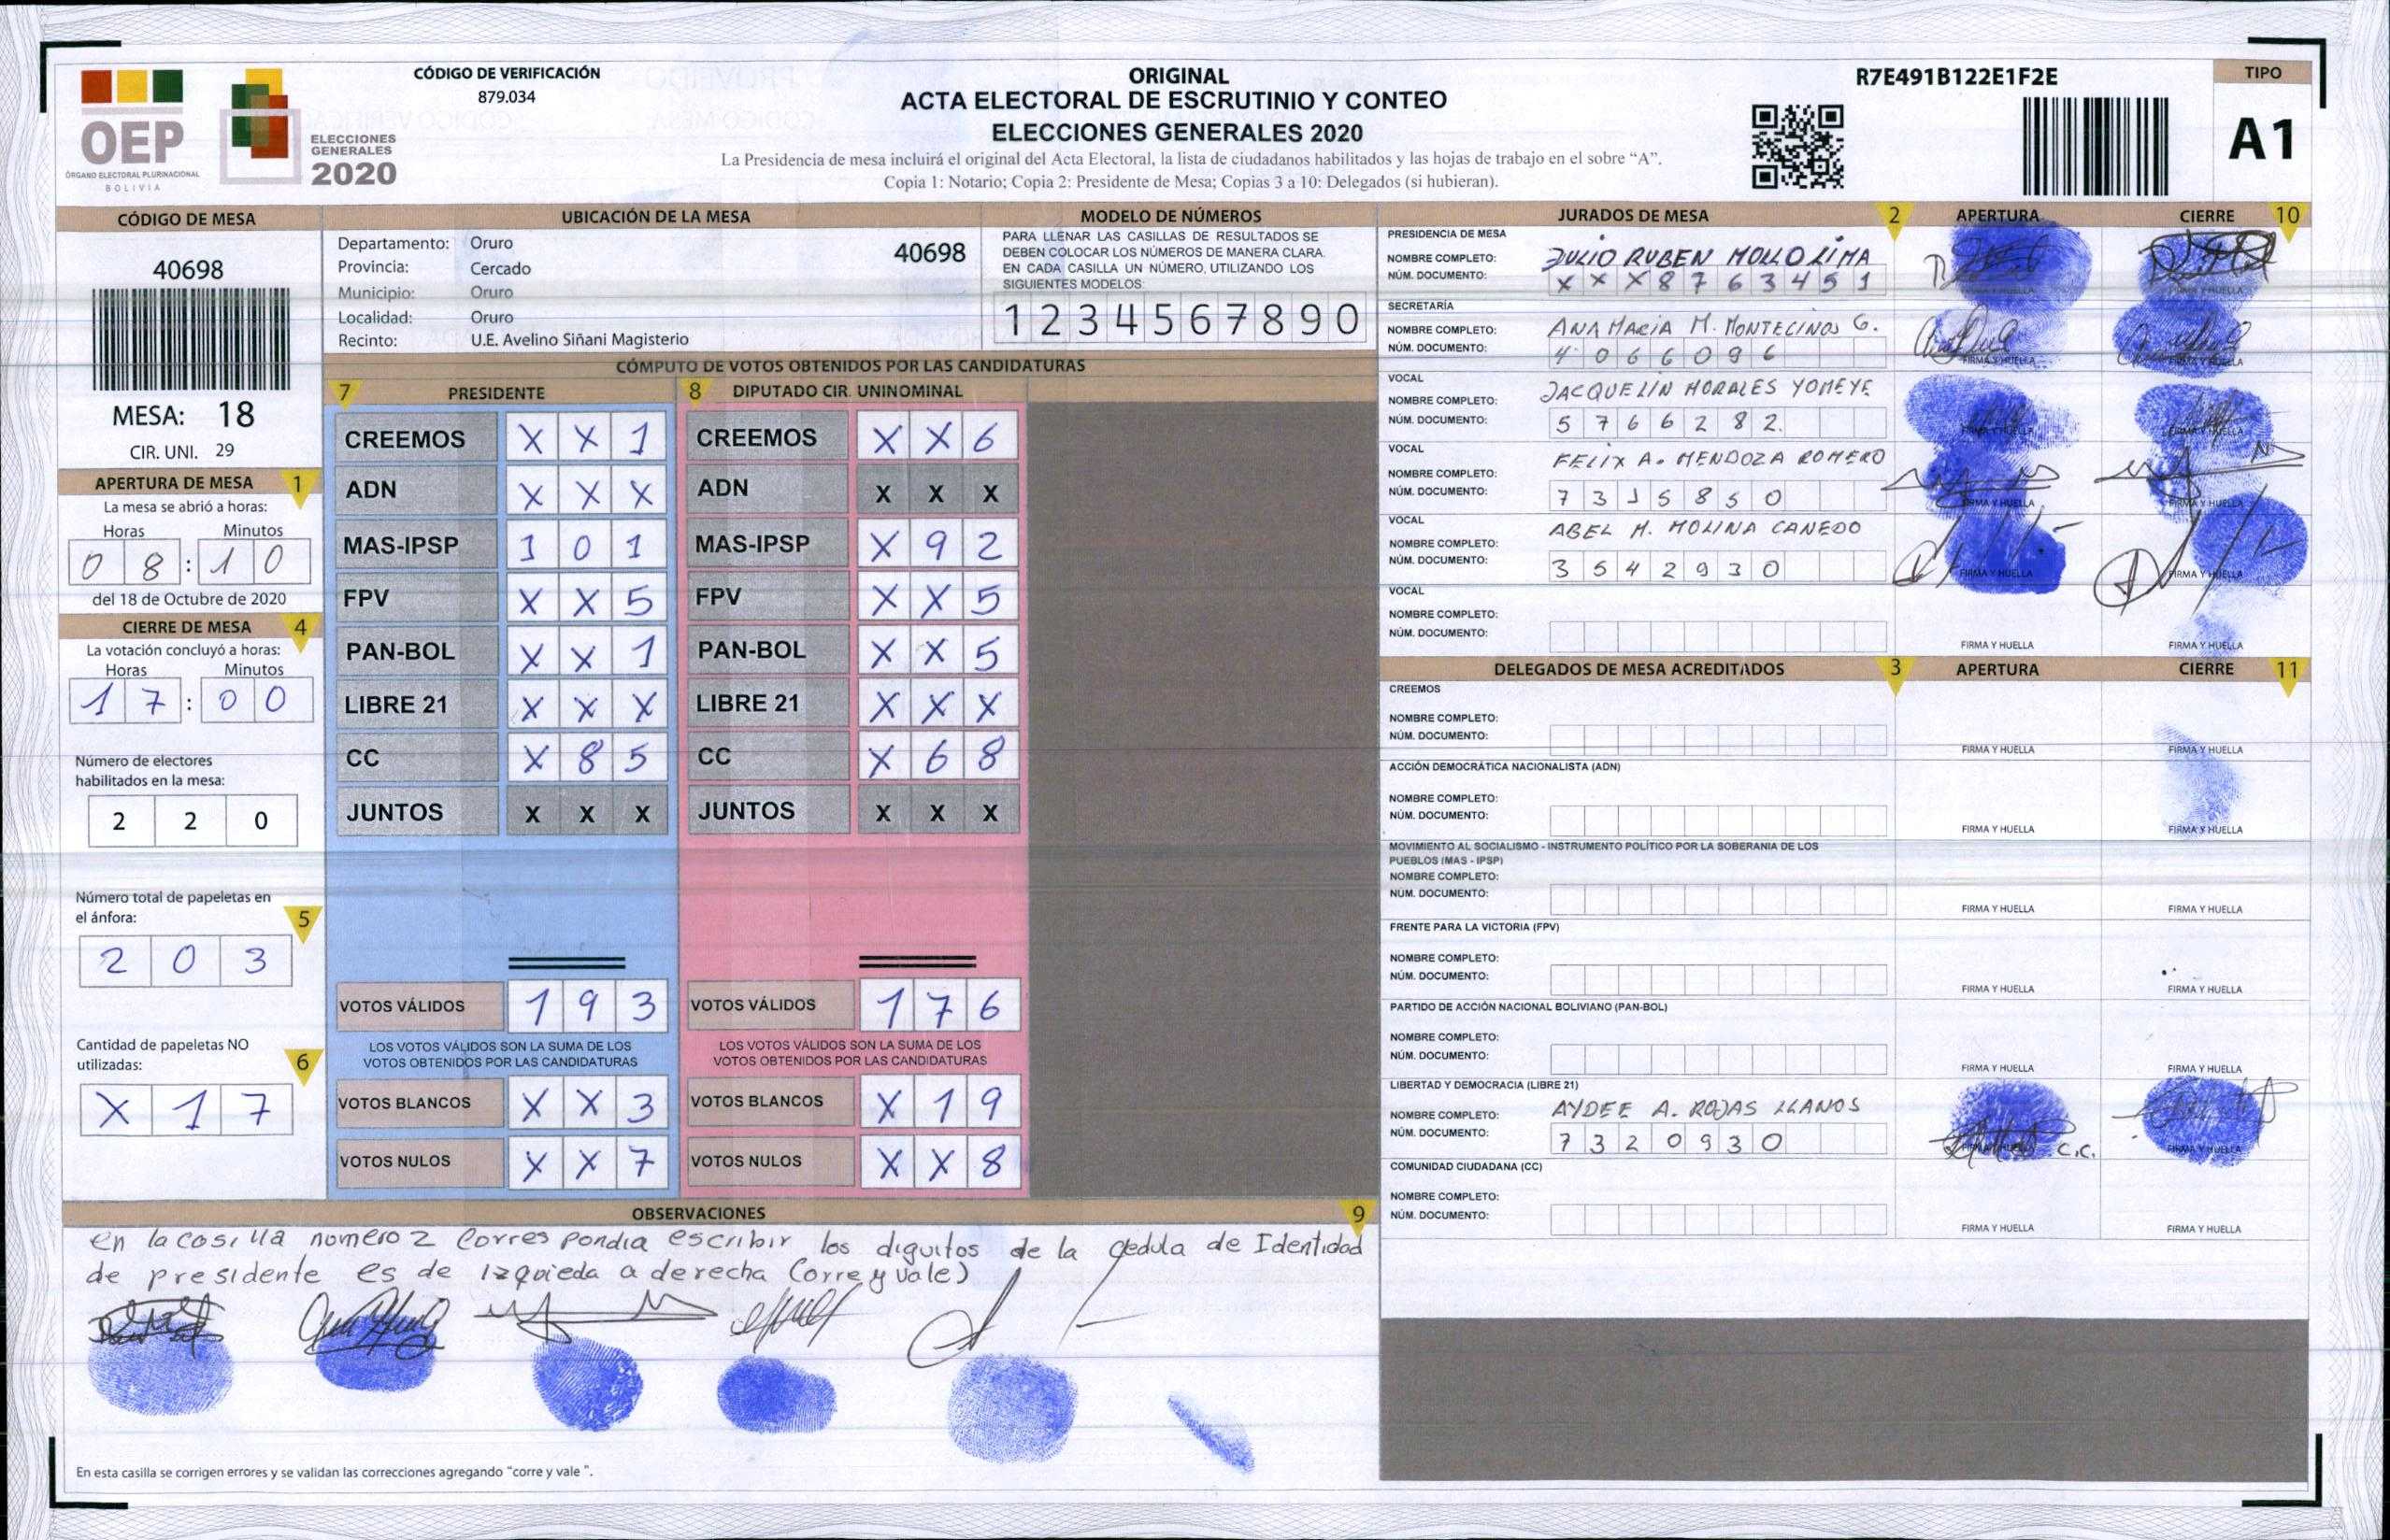 OEP
ÓRGANO ELECTORAL PLURINACIONAL
BOLIVIA
ELECCIONES
GENERALES
2020
CÓDIGO DE VERIFICACIÓN
879.034
ORIGINAL
ACTA ELECTORAL DE ESCRUTINIO Y CONTEO
ELECCIONES GENERALES 2020
La Presidencia de mesa incluirá el original del Acta Electoral, la lista de ciudadanos habilitados y las hojas de trabajo en el sobre “A”.
Copia 1: Notario; Copia 2: Presidente de Mesa; Copias 3 a 10: Delegados (si hubieran).
R7E491B122E1F2E
TIPO
A1
CÓDIGO DE MESA
40698
MESA: 18
CIR. UNI. 29
APERTURA DE MESA 1
La mesa se abrió a horas:
Horas Minutos
0 8 : 1 0
del 18 de Octubre de 2020
CIERRE DE MESA 4
La votación concluyó a horas:
Horas Minutos
1 7 : 0 0
Número de electores
habilitados en la mesa:
2 2 0
Número total de papeletas en
el ánfora: 5
2 0 3
Cantidad de papeletas NO
utilizadas: 6
X 1 7
UBICACIÓN DE LA MESA
Departamento: Oruro 40698
Provincia: Cercado
Municipio: Oruro
Localidad: Oruro
Recinto: U.E. Avelino Siñani Magisterio
MODELO DE NÚMEROS
PARA LLENAR LAS CASILLAS DE RESULTADOS SE
DEBEN COLOCAR LOS NÚMEROS DE MANERA CLARA.
EN CADA CASILLA UN NÚMERO, UTILIZANDO LOS
SIGUIENTES MODELOS:
1 2 3 4 5 6 7 8 9 0
CÓMPUTO DE VOTOS OBTENIDOS POR LAS CANDIDATURAS
7 PRESIDENTE
CREEMOS X X 1
ADN X X X
MAS-IPSP 1 0 1
FPV X X 5
PAN-BOL X X 1
LIBRE 21 X X X
CC X 8 5
JUNTOS X X X
VOTOS VÁLIDOS 1 9 3
LOS VOTOS VÁLIDOS SON LA SUMA DE LOS
VOTOS OBTENIDOS POR LAS CANDIDATURAS
VOTOS BLANCOS X X 3
VOTOS NULOS X X 7
8 DIPUTADO CIR. UNINOMINAL
CREEMOS X X 6
ADN X X X
MAS-IPSP X 9 2
FPV X X 5
PAN-BOL X X 5
LIBRE 21 X X X
CC X 6 8
JUNTOS X X X
VOTOS VÁLIDOS 1 7 6
LOS VOTOS VÁLIDOS SON LA SUMA DE LOS
VOTOS OBTENIDOS POR LAS CANDIDATURAS
VOTOS BLANCOS X 1 9
VOTOS NULOS X X 8
JURADOS DE MESA 2 APERTURA CIERRE 10
PRESIDENCIA DE MESA
NOMBRE COMPLETO: JULIO RUBEN MOLLO LIMA
NÚM. DOCUMENTO: X X X 8 7 6 3 4 5 1
FIRMA Y HUELLA FIRMA Y HUELLA
SECRETARÍA
NOMBRE COMPLETO: ANA MARIA M. MONTECINOS G.
NÚM. DOCUMENTO: 4 0 6 6 0 9 6
FIRMA Y HUELLA FIRMA Y HUELLA
VOCAL
NOMBRE COMPLETO: JACQUELIN MORALES YOMEYE
NÚM. DOCUMENTO: 5 7 6 6 2 8 2.
FIRMA Y HUELLA FIRMA Y HUELLA
VOCAL
NOMBRE COMPLETO: FELIX A. MENDOZA ROMERO
NÚM. DOCUMENTO: 7 3 1 5 8 5 0
FIRMA Y HUELLA FIRMA Y HUELLA
VOCAL
NOMBRE COMPLETO: ABEL M. MOLINA CANEDO
NÚM. DOCUMENTO: 3 5 4 2 9 3 0
FIRMA Y HUELLA FIRMA Y HUELLA
VOCAL
NOMBRE COMPLETO:
NÚM. DOCUMENTO:
FIRMA Y HUELLA FIRMA Y HUELLA
DELEGADOS DE MESA ACREDITADOS 3 APERTURA CIERRE 11
CREEMOS
NOMBRE COMPLETO:
NÚM. DOCUMENTO:
FIRMA Y HUELLA FIRMA Y HUELLA
ACCIÓN DEMOCRÁTICA NACIONALISTA (ADN)
NOMBRE COMPLETO:
NÚM. DOCUMENTO:
FIRMA Y HUELLA FIRMA Y HUELLA
MOVIMIENTO AL SOCIALISMO - INSTRUMENTO POLÍTICO POR LA SOBERANIA DE LOS
PUEBLOS (MAS - IPSP)
NOMBRE COMPLETO:
NÚM. DOCUMENTO:
FIRMA Y HUELLA FIRMA Y HUELLA
FRENTE PARA LA VICTORIA (FPV)
NOMBRE COMPLETO:
NÚM. DOCUMENTO:
FIRMA Y HUELLA FIRMA Y HUELLA
PARTIDO DE ACCIÓN NACIONAL BOLIVIANO (PAN-BOL)
NOMBRE COMPLETO:
NÚM. DOCUMENTO:
FIRMA Y HUELLA FIRMA Y HUELLA
LIBERTAD Y DEMOCRACIA (LIBRE 21)
NOMBRE COMPLETO: AYDEE A. ROJAS LLANOS
NÚM. DOCUMENTO: 7 3 2 0 9 3 0
FIRMA Y HUELLA C.C. FIRMA Y HUELLA
COMUNIDAD CIUDADANA (CC)
NOMBRE COMPLETO:
NÚM. DOCUMENTO:
FIRMA Y HUELLA FIRMA Y HUELLA
OBSERVACIONES 9
en la casilla nomero 2 Corres pondia escribir los diguitos de la cedula de Identidad
de presidente es de Izquieda a derecha (orre y vale)
En esta casilla se corrigen errores y se validan las correcciones agregando “corre y vale ”.